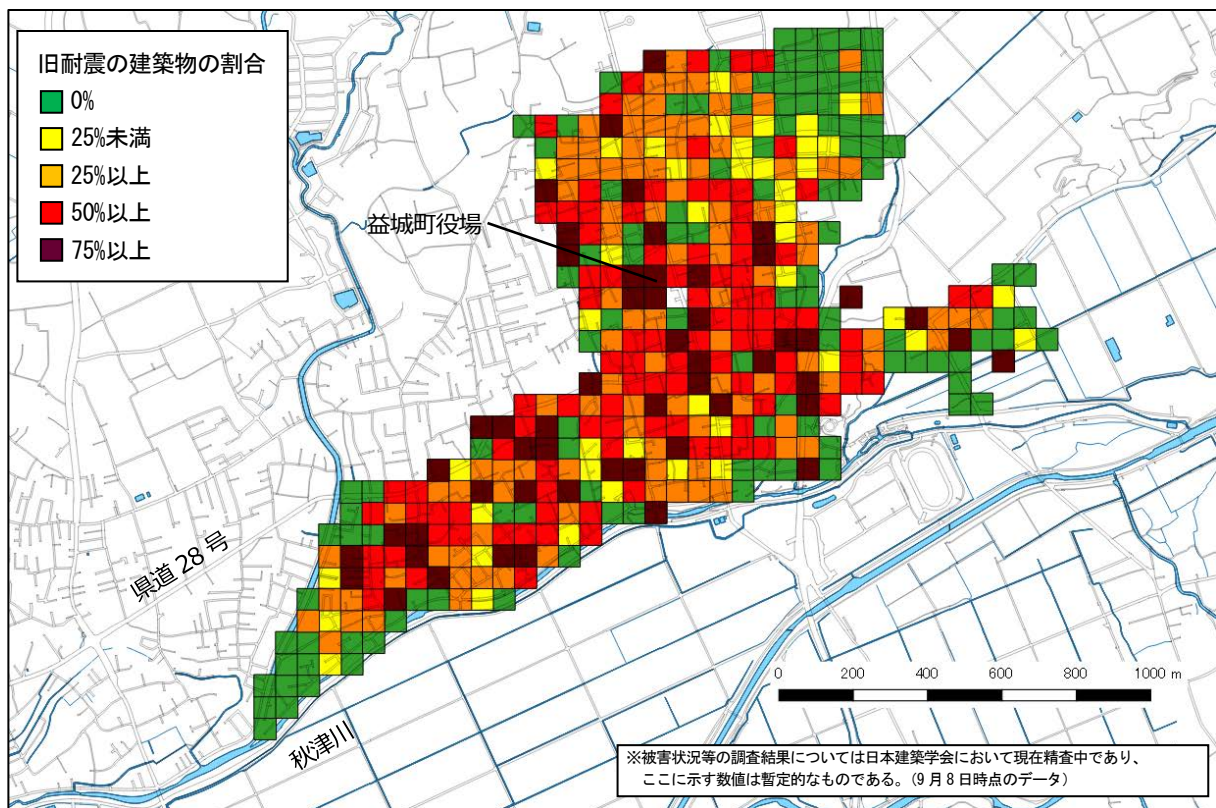 旧耐震の建築物の割合
0%
25%未満
25%以上
50%以上
75%以上
益城町役場
県道28号
秋津川
0 200 400 600 800 1000 m
※被害状況等の調査結果については日本建築学会において現在精査中であり、
ここに示す数値は暫定的なものである。(9月8日時点のデータ)